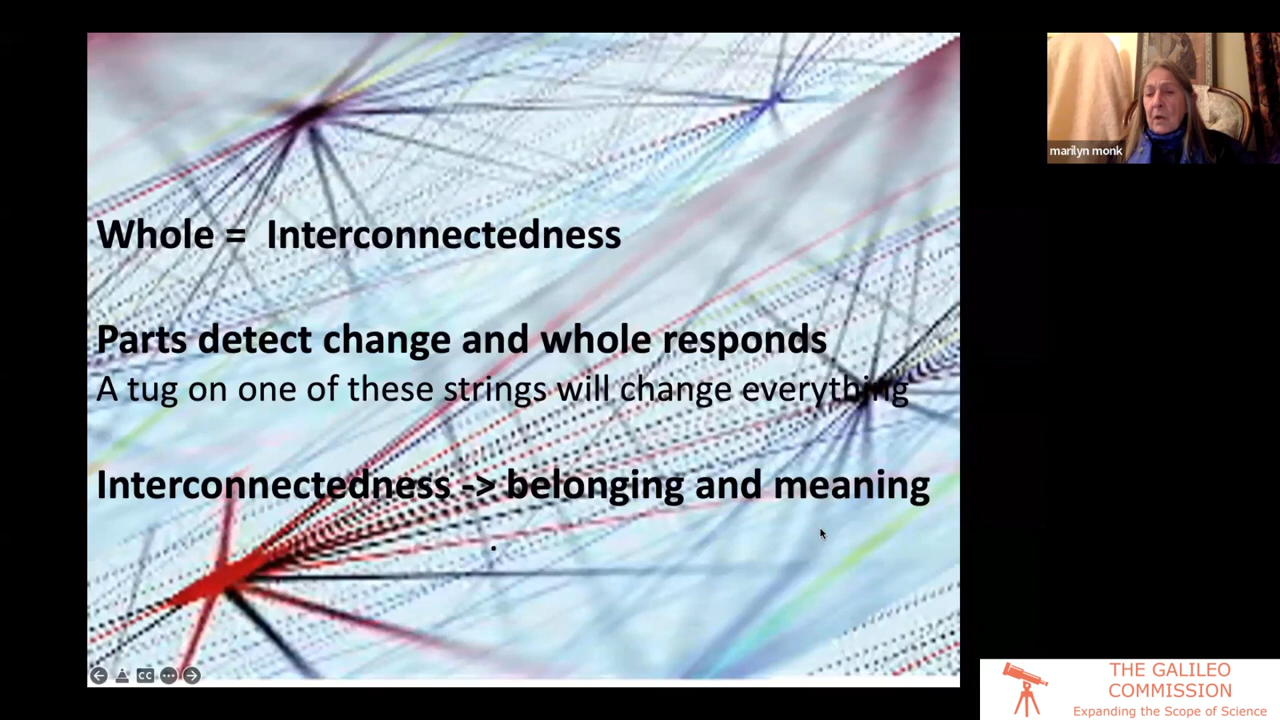 Whole = Interconnectedness
Parts detect change and whole responds
A tug on one of these strings will change everything
Interconnectedness -> belonging and meaning
.
marilyn monk
CC
THE GALILEO
COMMISSION
Expanding the Scope of Science